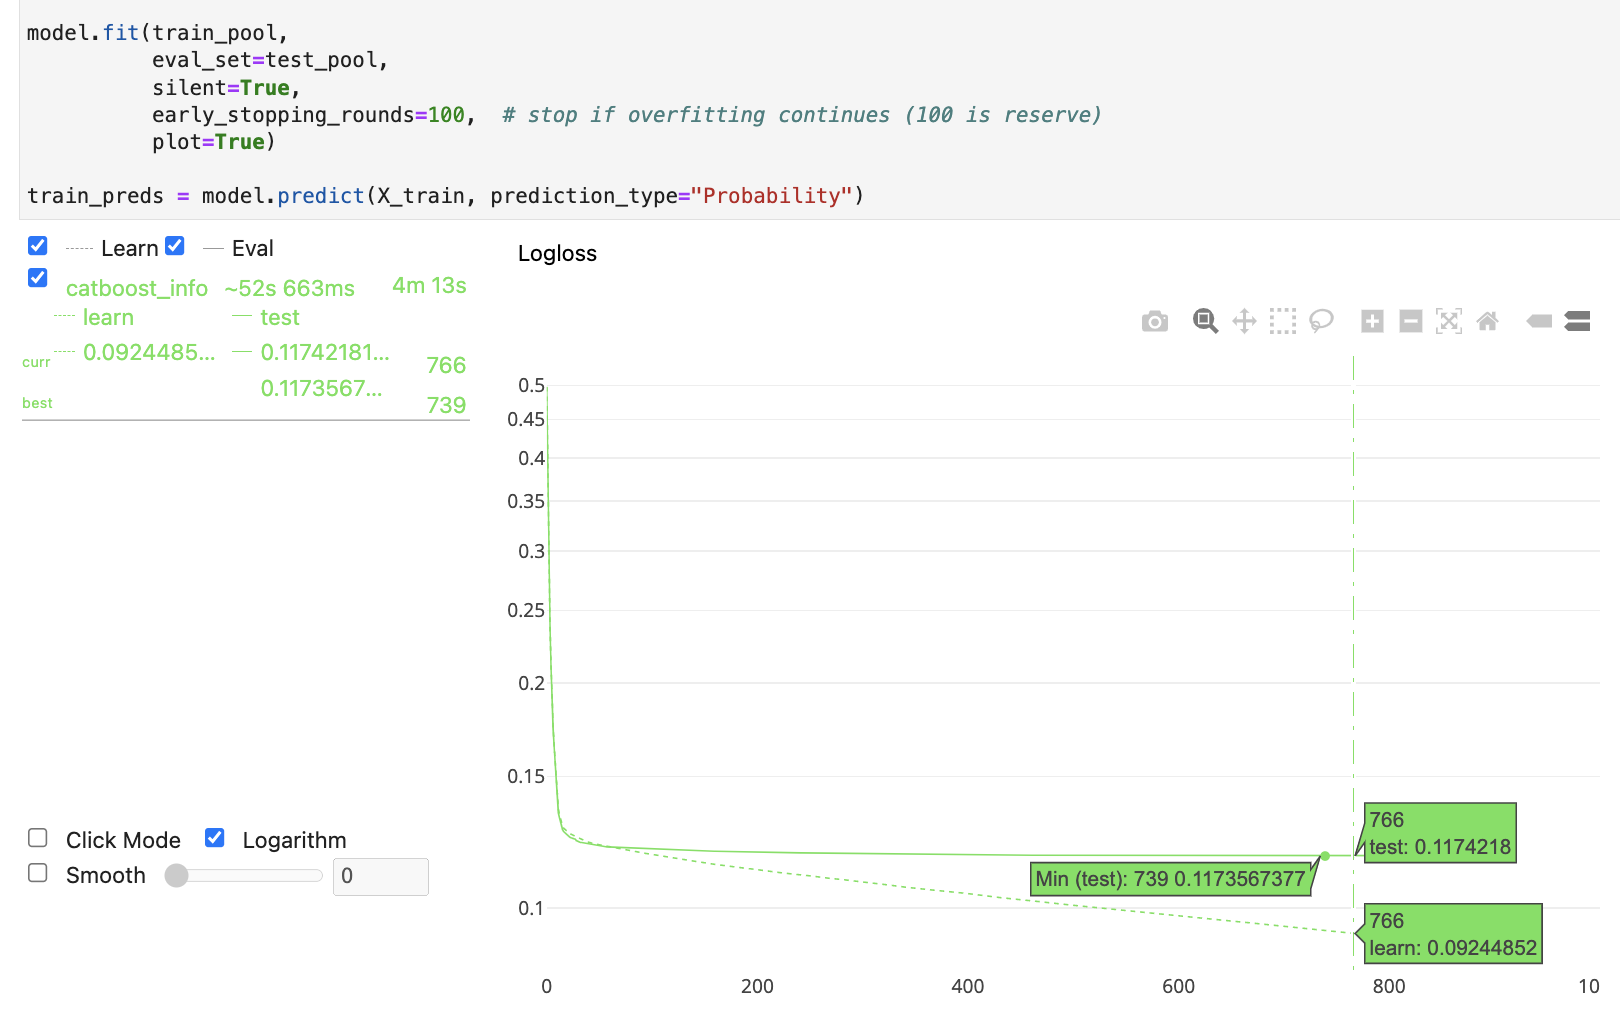 model.fit(train_pool,
eval_set=test_pool,
silent=True,
early_stopping_rounds=100,  # stop if overfitting continues (100 is reserve)
plot=True)
train_preds = model.predict(X_train, prediction_type="Probability")
Learn Eval
catboost_info ~52s 663ms 4m 13s
learn test
curr 0.0924485... 0.11742181... 766
best 0.1173567... 739
Click Mode Logarithm
Smooth 0
Logloss
0.5
0.45
0.4
0.35
0.3
0.25
0.2
0.15
0.1
766
test: 0.1174218
Min (test): 739 0.1173567377
766
learn: 0.09244852
0 200 400 600 800 10